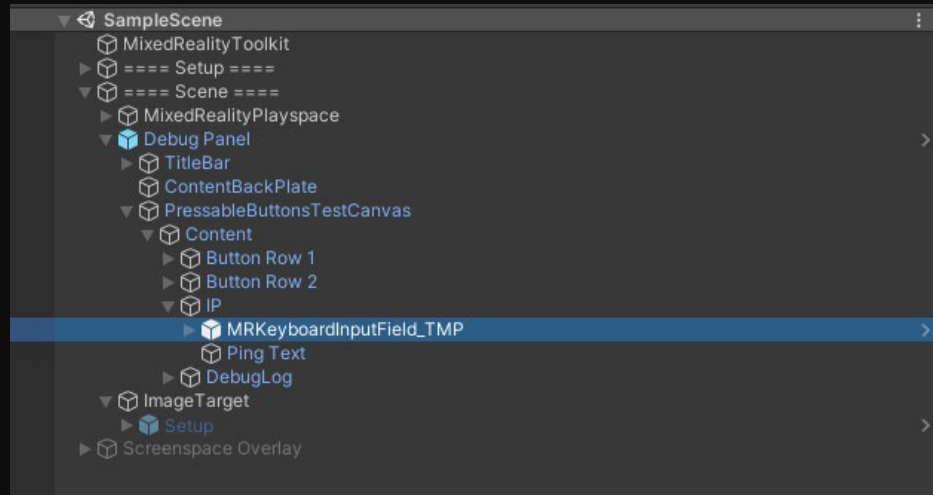 SampleScene
MixedRealityToolkit
==== Setup ====
==== Scene ====
MixedRealityPlayspace
Debug Panel
TitleBar
ContentBackPlate
PressableButtonsTestCanvas
Content
Button Row 1
Button Row 2
IP
MRKeyboardInputField_TMP
Ping Text
DebugLog
ImageTarget
Setup
Screenspace Overlay